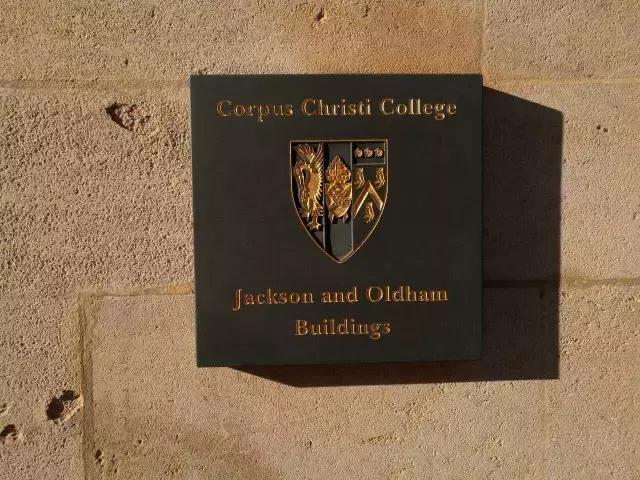 Corpus Christi College
Jackson and Oldham
Buildings